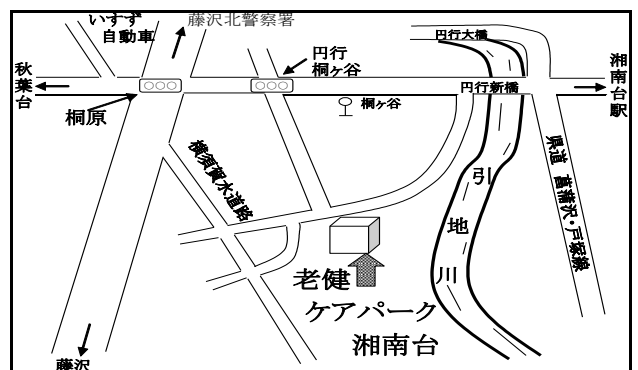 いすず
自動車
藤沢北警察署
円行
桐ヶ谷
円行大橋
秋葉台
湘南台駅
桐原
桐ヶ谷
円行新橋
横須賀水道路
県道 菖蒲沢・戸塚線
引地川
老健
ケアパーク
湘南台
藤沢